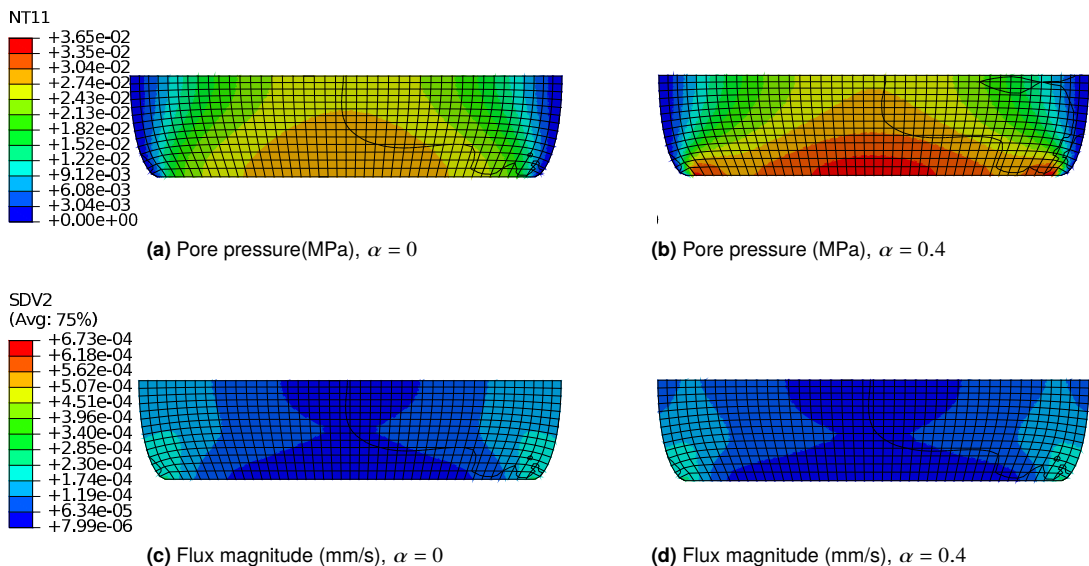 NT11
+3.65e-02
+3.35e-02
+3.04e-02
+2.74e-02
+2.43e-02
+2.13e-02
+1.82e-02
+1.52e-02
+1.22e-02
+9.12e-03
+6.08e-03
+3.04e-03
+0.00e+00
(a) Pore pressure(MPa), α = 0
(b) Pore pressure (MPa), α = 0.4
SDV2
(Avg: 75%)
+6.73e-04
+6.18e-04
+5.62e-04
+5.07e-04
+4.51e-04
+3.96e-04
+3.40e-04
+2.85e-04
+2.30e-04
+1.74e-04
+1.19e-04
+6.34e-05
+7.99e-06
(c) Flux magnitude (mm/s), α = 0
(d) Flux magnitude (mm/s), α = 0.4